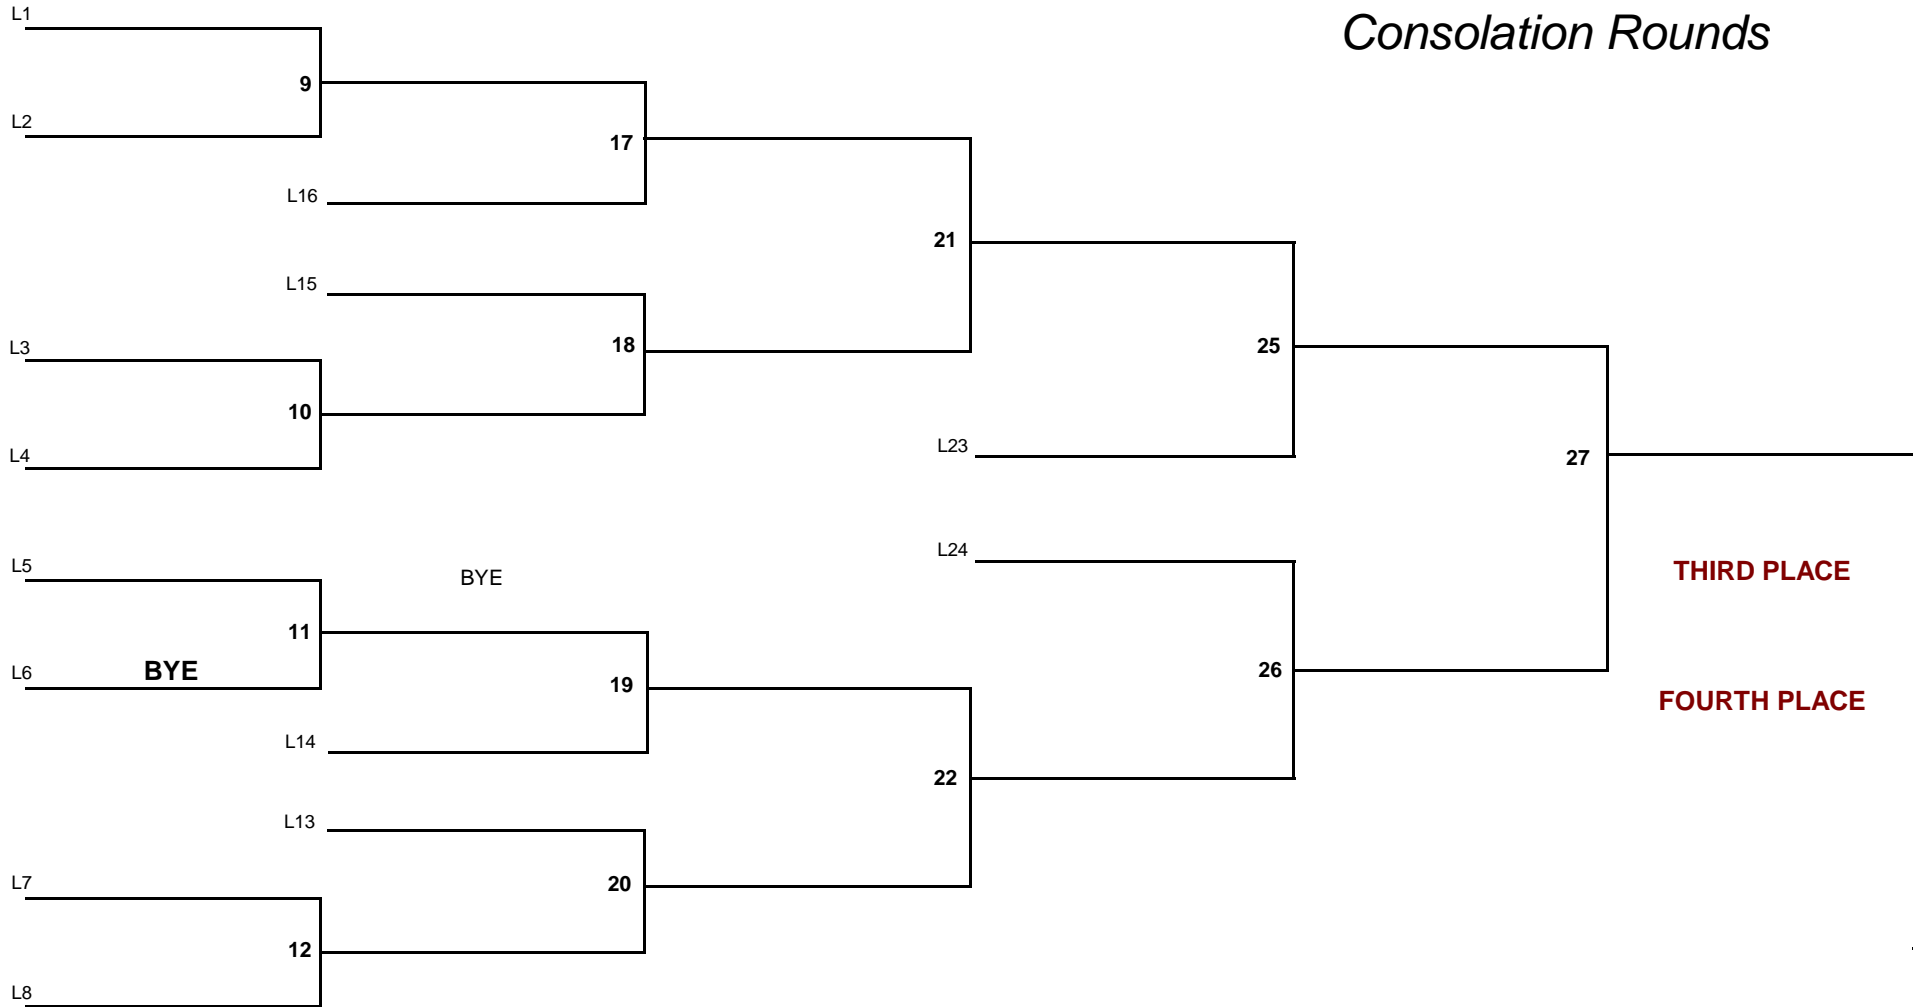 L1
Consolation Rounds
9
L2
17
L16
21
L15
L3
18
25
10
L23
L4
27
L24
L5
BYE
THIRD PLACE
11
L6
BYE
19
26
FOURTH PLACE
L14
22
L13
L7
20
12
L8